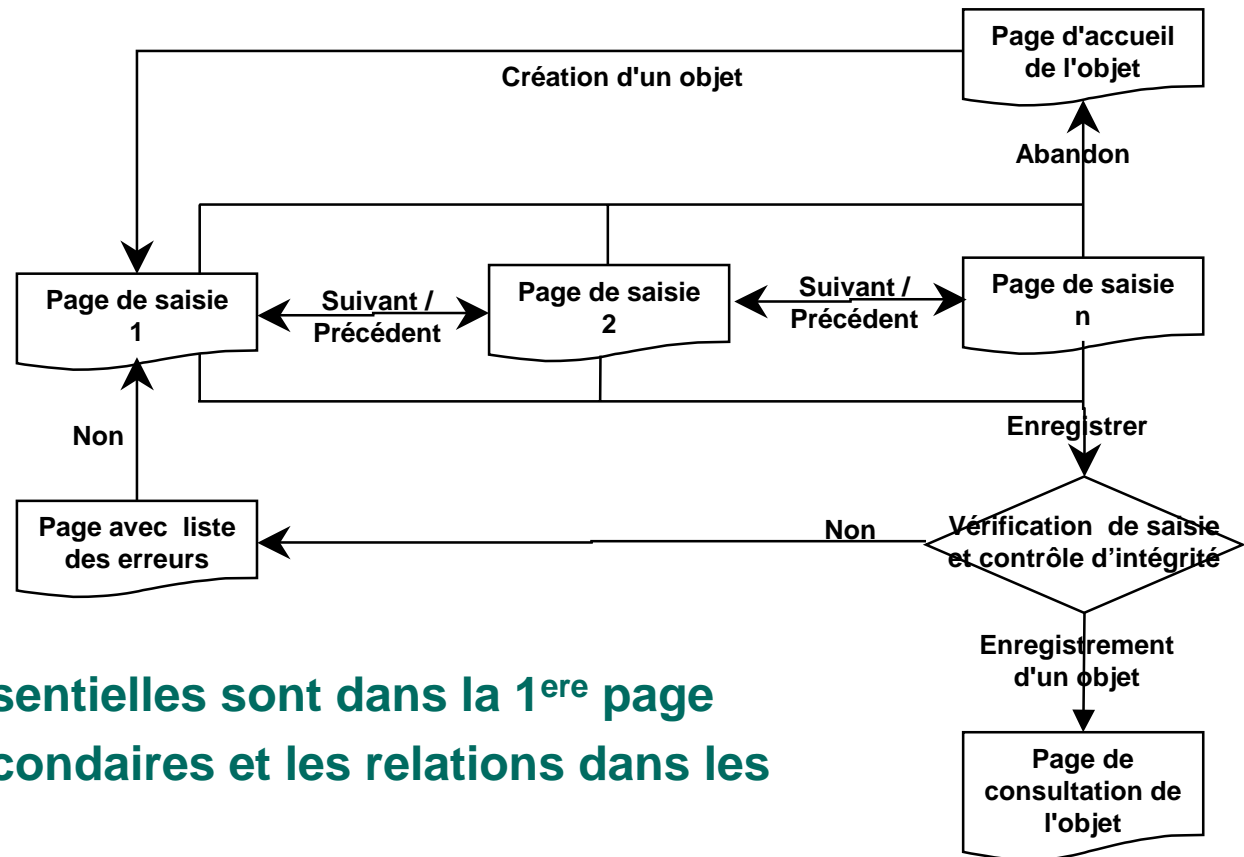 Page d'accueil
de l'objet
Création d'un objet
Abandon
Page de saisie
1
Suivant /
Précédent
Page de saisie
2
Suivant /
Précédent
Page de saisie
n
Non
Enregistrer
Page avec liste
des erreurs
Non
Vérification de saisie
et contrôle d’intégrité
Enregistrement
d'un objet
sentielles sont dans la 1ere page
condaires et les relations dans les
Page de
consultation de
l'objet